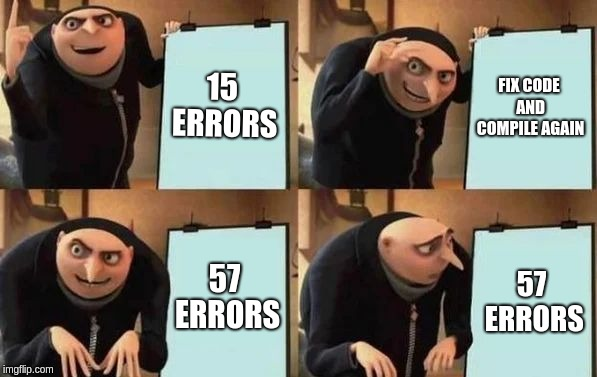 15
ERRORS
FIX CODE
AND
COMPILE AGAIN
57
ERRORS
57
ERRORS
imgflip.com